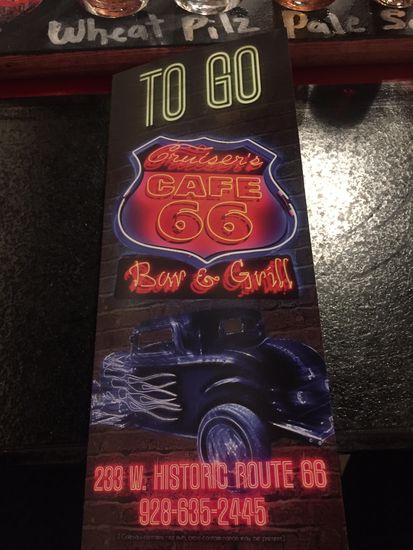 Wheat Pilz Pale
TO GO
Cruiser's
CAFE
66
Bar & Grill
233 W. HISTORIC ROUTE 66
928-635-2445